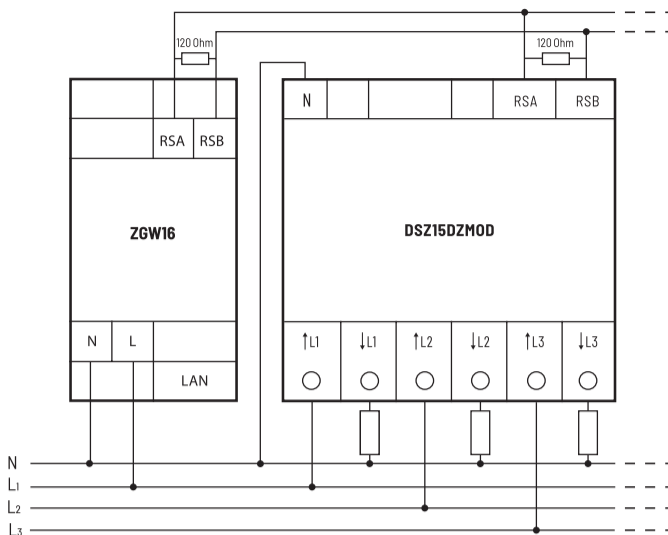 120 Ohm 120 Ohm
N RSA RSB
RSA RSB
ZGW16 DSZ15DZMOD
N L ↑L1 ↓L1 ↑L2 ↓L2 ↑L3 ↓L3
LAN
N
L1
L2
L3